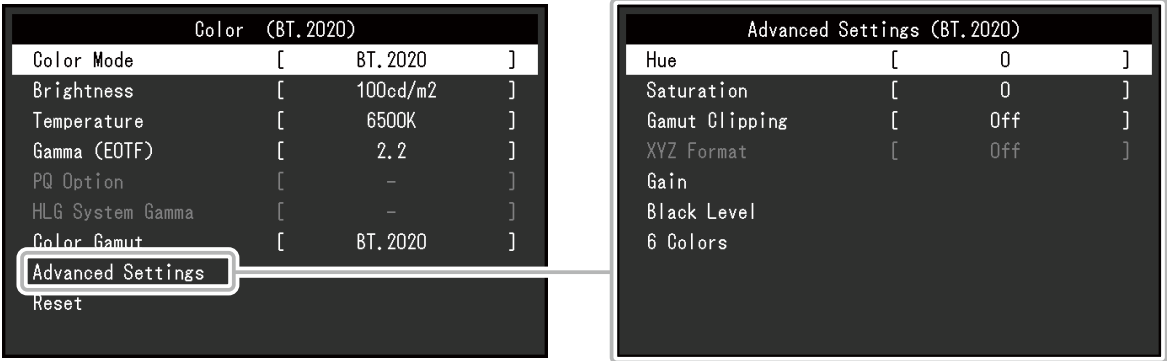 Color (BT.2020)
Color Mode [ BT.2020 ]
Brightness [ 100cd/m2 ]
Temperature [ 6500K ]
Gamma (EOTF) [ 2.2 ]
PQ Option [ – ]
HLG System Gamma [ – ]
Color Gamut [ BT.2020 ]
Advanced Settings
Reset
Advanced Settings (BT.2020)
Hue [ 0 ]
Saturation [ 0 ]
Gamut Clipping [ Off ]
XYZ Format [ Off ]
Gain
Black Level
6 Colors